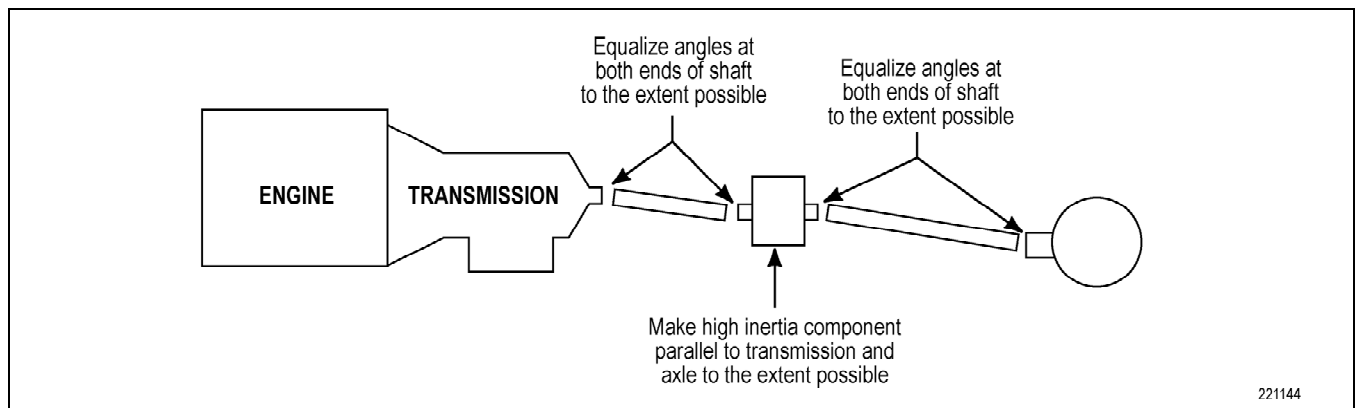 Equalize angles at
both ends of shaft
to the extent possible
Equalize angles at
both ends of shaft
to the extent possible
ENGINE
TRANSMISSION
Make high inertia component
parallel to transmission and
axle to the extent possible
221144